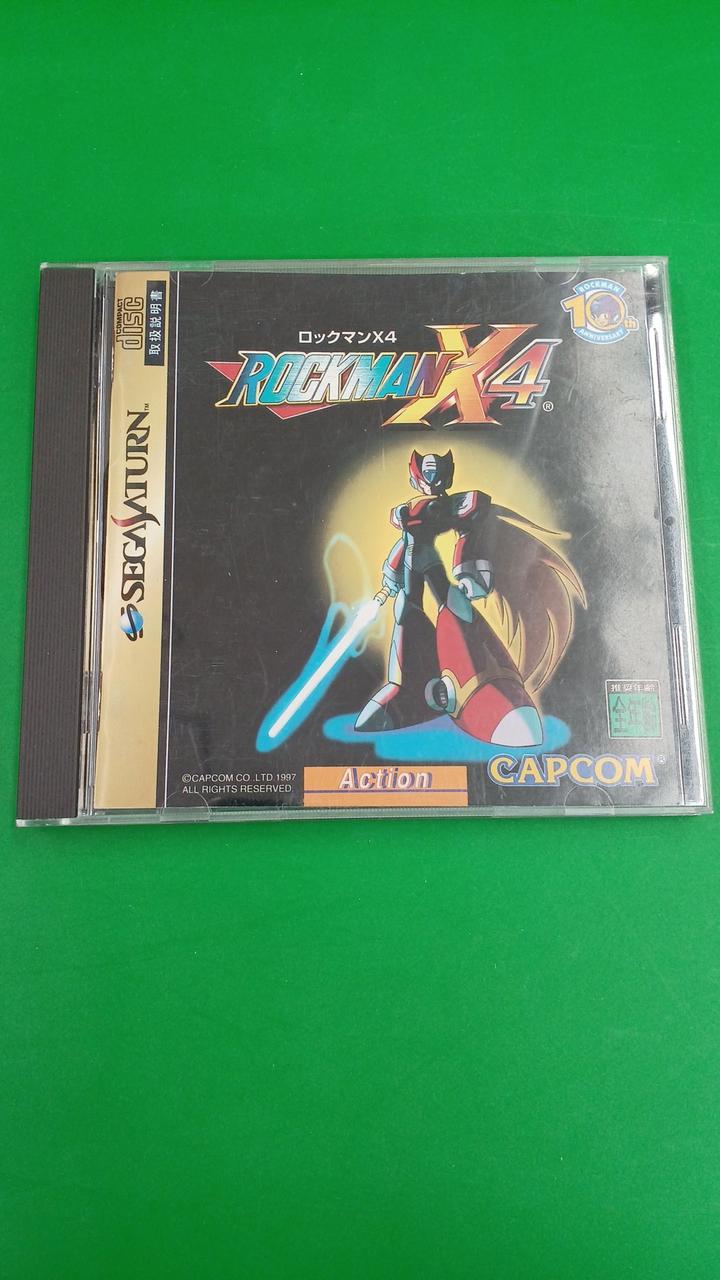 COMPACT
disc
取扱説明書
SEGA SATURN™
ロックマンX4
ROCKMAN X4®
ROCKMAN
10th
ANNIVERSARY
推奨年齢
全年齢
©CAPCOM CO.,LTD 1997
ALL RIGHTS RESERVED
Action
CAPCOM®